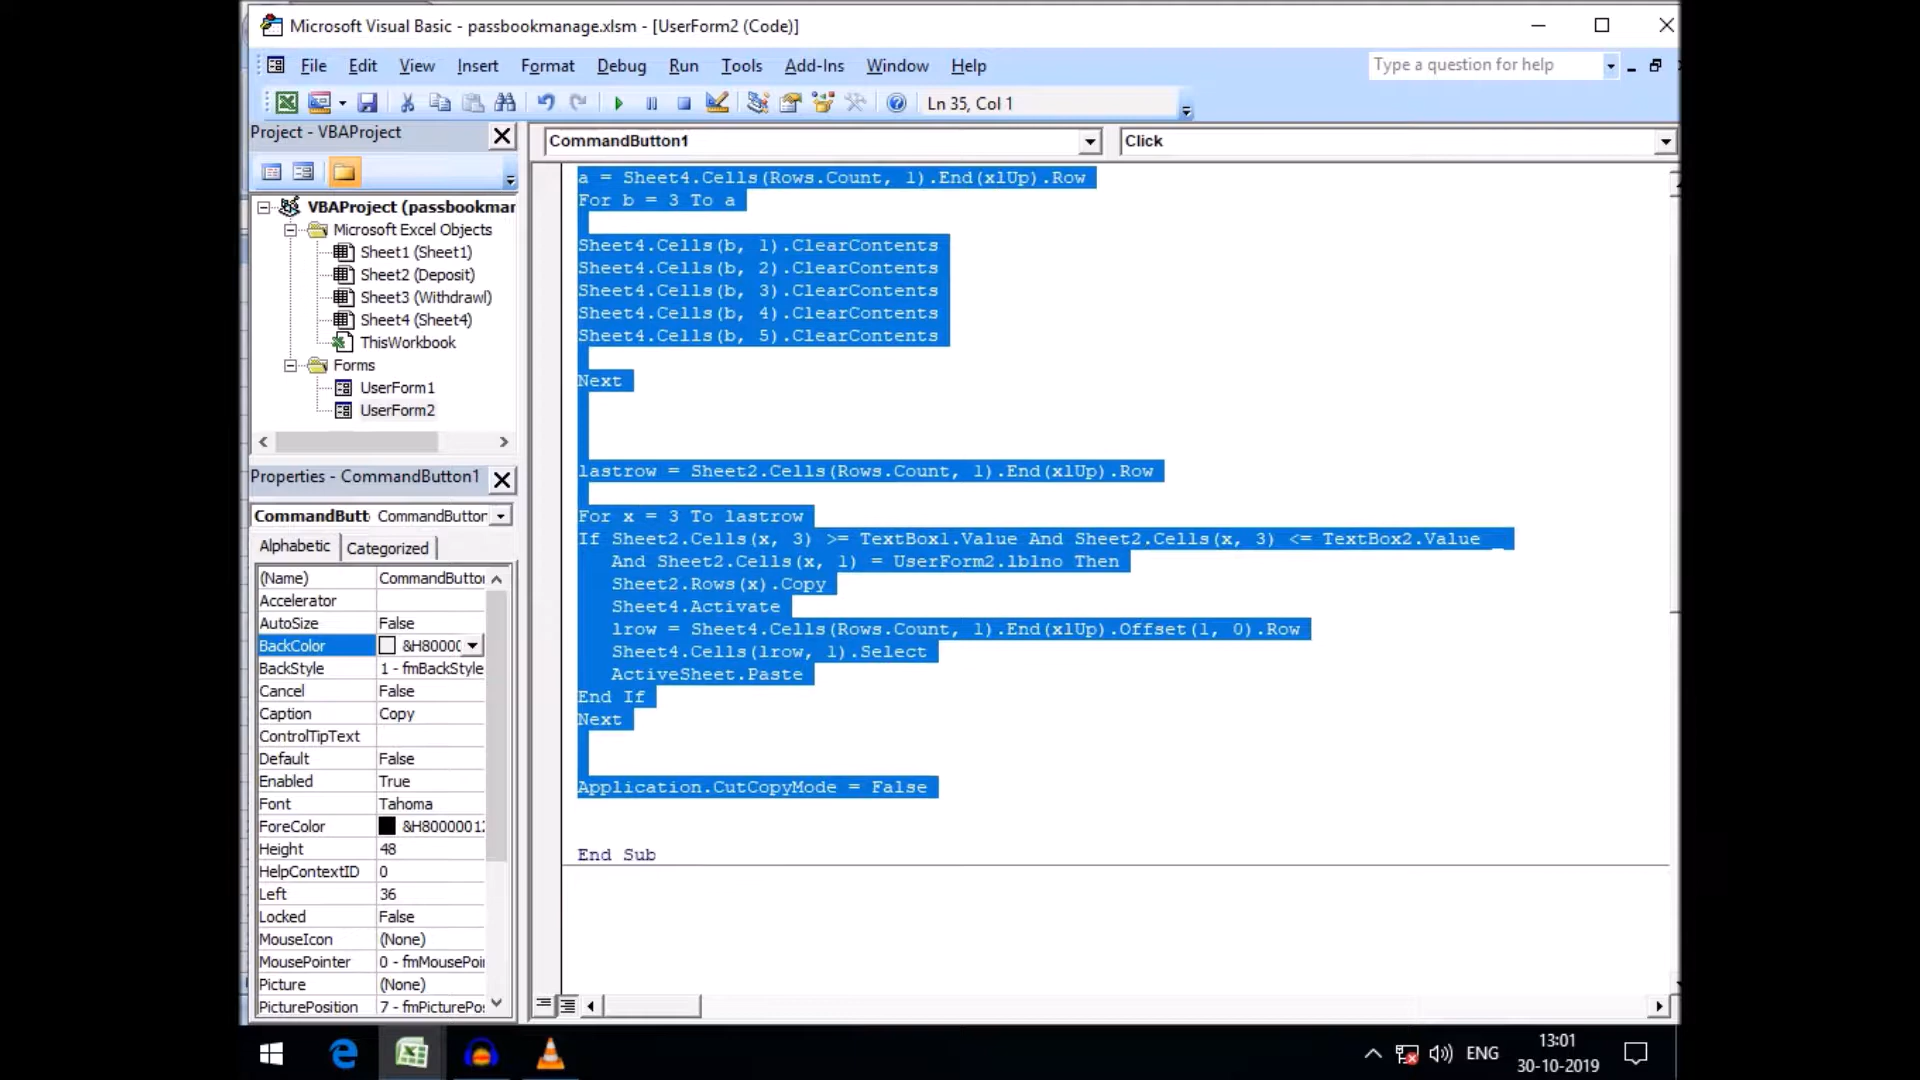 Microsoft Visual Basic - passbookmanage.xlsm - [UserForm2 (Code)]
File Edit View Insert Format Debug Run Tools Add-Ins Window Help
Type a question for help
Ln 35, Col 1
Project - VBAProject
CommandButton1
Click
VBAProject (passbookmar
Microsoft Excel Objects
Sheet1 (Sheet1)
Sheet2 (Deposit)
Sheet3 (Withdrawl)
Sheet4 (Sheet4)
ThisWorkbook
Forms
UserForm1
UserForm2
Properties - CommandButton1
CommandButt CommandButtor
Alphabetic Categorized
(Name) CommandButto
Accelerator
AutoSize False
BackColor &H8000(
BackStyle 1 - fmBackStyle
Cancel False
Caption Copy
ControlTipText
Default False
Enabled True
Font Tahoma
ForeColor &H8000001
Height 48
HelpContextID 0
Left 36
Locked False
MouseIcon (None)
MousePointer 0 - fmMousePoi
Picture (None)
PicturePosition 7 - fmPicturePo
a = Sheet4.Cells(Rows.Count, 1).End(xlUp).Row
For b = 3 To a
Sheet4.Cells(b, 1).ClearContents
Sheet4.Cells(b, 2).ClearContents
Sheet4.Cells(b, 3).ClearContents
Sheet4.Cells(b, 4).ClearContents
Sheet4.Cells(b, 5).ClearContents
Next
lastrow = Sheet2.Cells(Rows.Count, 1).End(xlUp).Row
For x = 3 To lastrow
If Sheet2.Cells(x, 3) >= TextBox1.Value And Sheet2.Cells(x, 3) <= TextBox2.Value _
And Sheet2.Cells(x, 1) = UserForm2.lblno Then
Sheet2.Rows(x).Copy
Sheet4.Activate
lrow = Sheet4.Cells(Rows.Count, 1).End(xlUp).Offset(1, 0).Row
Sheet4.Cells(lrow, 1).Select
ActiveSheet.Paste
End If
Next
Application.CutCopyMode = False
End Sub
ENG
13:01
30-10-2019